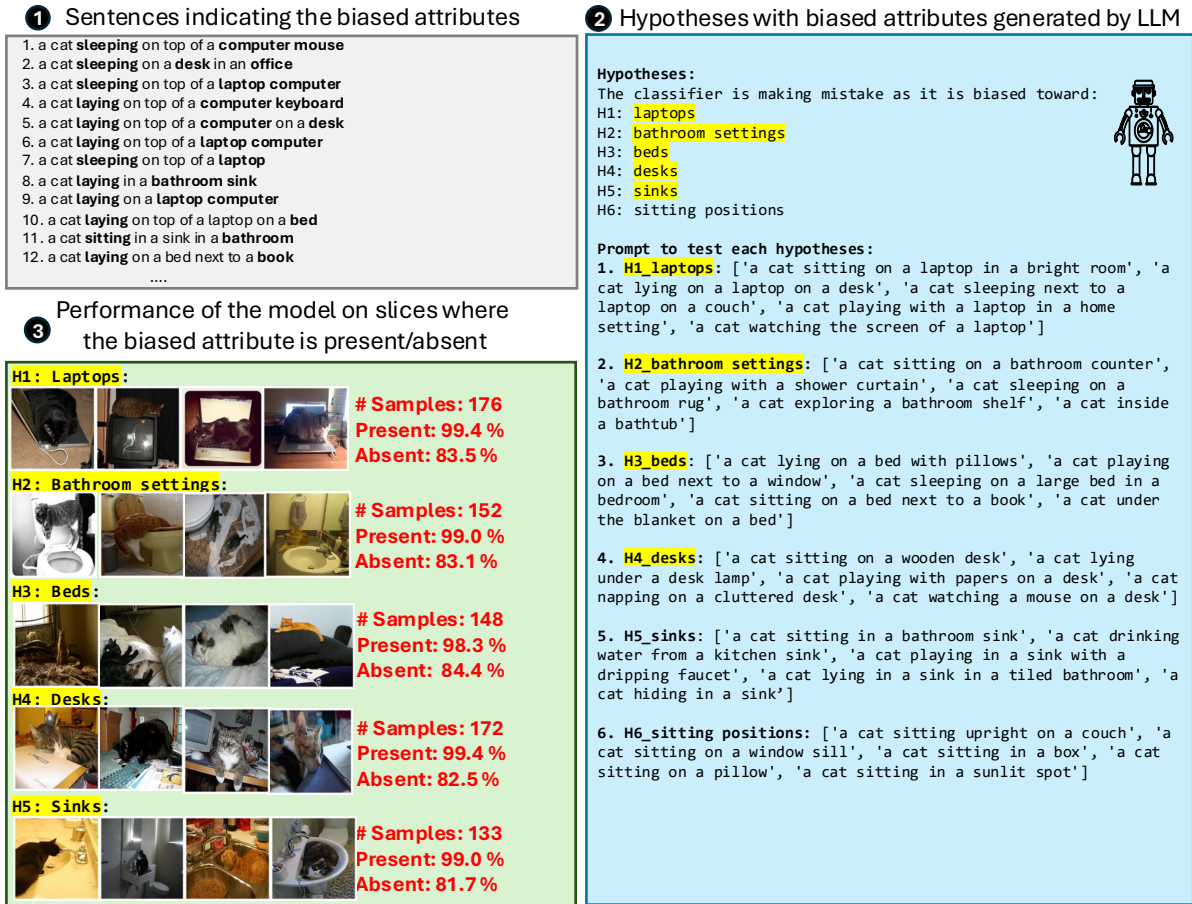 1 Sentences indicating the biased attributes
1. a cat sleeping on top of a computer mouse
2. a cat sleeping on a desk in an office
3. a cat sleeping on top of a laptop computer
4. a cat laying on top of a computer keyboard
5. a cat laying on top of a computer on a desk
6. a cat laying on top of a laptop computer
7. a cat sleeping on top of a laptop
8. a cat laying in a bathroom sink
9. a cat laying on a laptop computer
10. a cat laying on top of a laptop on a bed
11. a cat sitting in a sink in a bathroom
12. a cat laying on a bed next to a book
....
2 Hypotheses with biased attributes generated by LLM
Hypotheses:
The classifier is making mistake as it is biased toward:
H1: laptops
H2: bathroom settings
H3: beds
H4: desks
H5: sinks
H6: sitting positions
Prompt to test each hypotheses:
1. H1_laptops: ['a cat sitting on a laptop in a bright room', 'a
cat lying on a laptop on a desk', 'a cat sleeping next to a
laptop on a couch', 'a cat playing with a laptop in a home
setting', 'a cat watching the screen of a laptop']
2. H2_bathroom settings: ['a cat sitting on a bathroom counter',
'a cat playing with a shower curtain', 'a cat sleeping on a
bathroom rug', 'a cat exploring a bathroom shelf', 'a cat inside
a bathtub']
3. H3_beds: ['a cat lying on a bed with pillows', 'a cat playing
on a bed next to a window', 'a cat sleeping on a large bed in a
bedroom', 'a cat sitting on a bed next to a book', 'a cat under
the blanket on a bed']
4. H4_desks: ['a cat sitting on a wooden desk', 'a cat lying
under a desk lamp', 'a cat playing with papers on a desk', 'a cat
napping on a cluttered desk', 'a cat watching a mouse on a desk']
5. H5_sinks: ['a cat sitting in a bathroom sink', 'a cat drinking
water from a kitchen sink', 'a cat playing in a sink with a
dripping faucet', 'a cat lying in a sink in a tiled bathroom', 'a
cat hiding in a sink’]
6. H6_sitting positions: ['a cat sitting upright on a couch', 'a
cat sitting on a window sill', 'a cat sitting in a box', 'a cat
sitting on a pillow', 'a cat sitting in a sunlit spot']
3 Performance of the model on slices where
the biased attribute is present/absent
H1: Laptops:
# Samples: 176
Present: 99.4 %
Absent: 83.5 %
H2: Bathroom settings:
# Samples: 152
Present: 99.0 %
Absent: 83.1 %
H3: Beds:
# Samples: 148
Present: 98.3 %
Absent: 84.4 %
H4: Desks:
# Samples: 172
Present: 99.4 %
Absent: 82.5 %
H5: Sinks:
# Samples: 133
Present: 99.0 %
Absent: 81.7 %